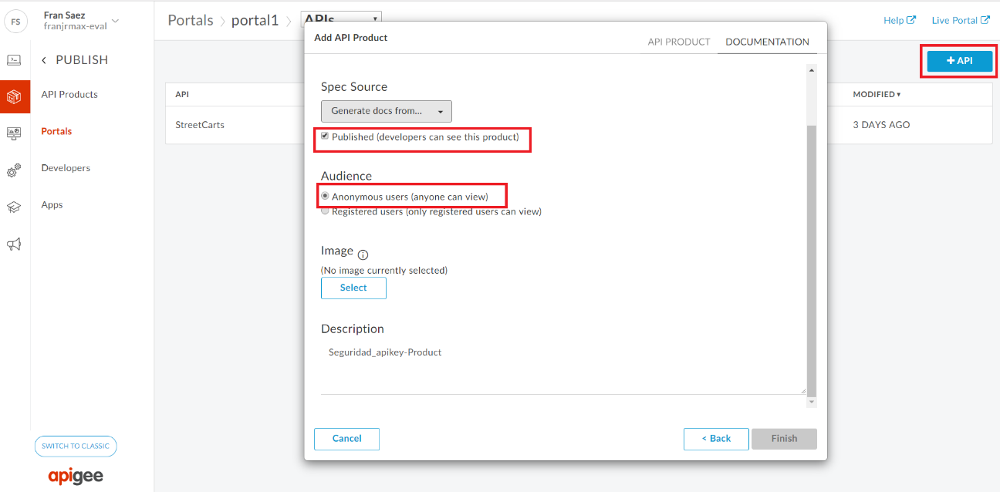 FS
Fran Saez
franjrmax-eval
Portals
portal1
APIs
Help
Live Portal
PUBLISH
API Products
Portals
Developers
Apps
SWITCH TO CLASSIC
apigee
+ API
API
MODIFIED
StreetCarts
3 DAYS AGO
Add API Product
API PRODUCT
DOCUMENTATION
Spec Source
Generate docs from...
Published (developers can see this product)
Audience
Anonymous users (anyone can view)
Registered users (only registered users can view)
Image
(No image currently selected)
Select
Description
Seguridad_apikey-Product
Cancel
< Back
Finish